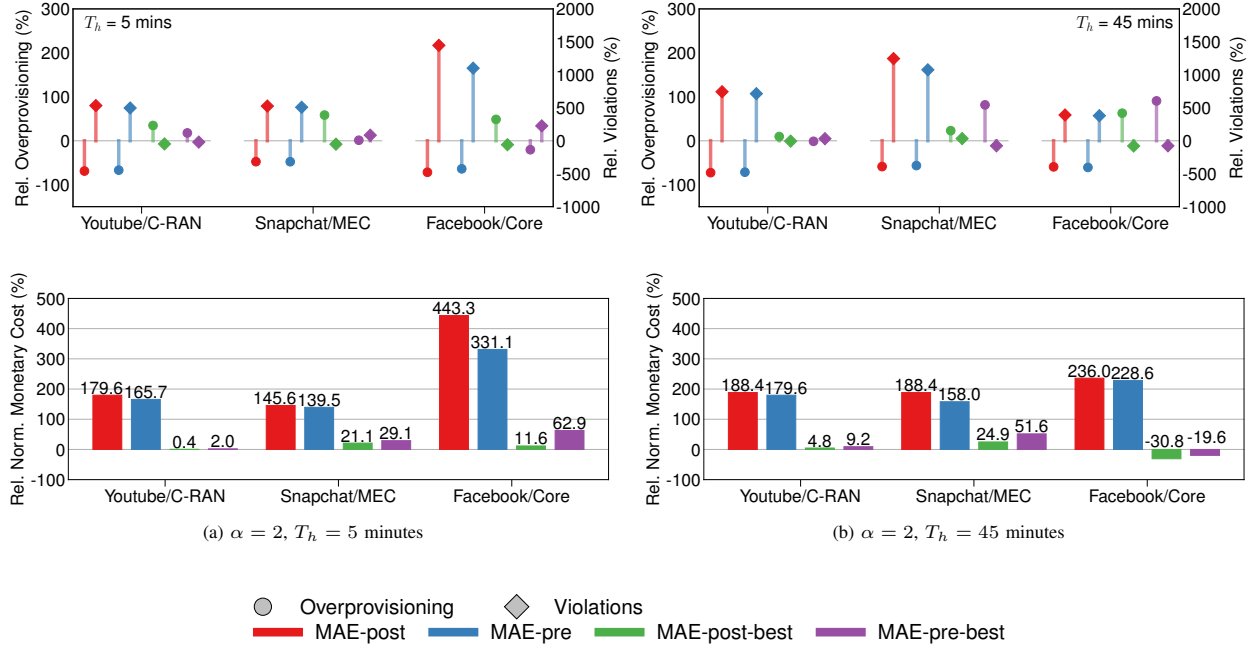 Rel. Overprovisioning (%)
300
200
100
0
-100
T_h = 5 mins
2000
1500
1000
500
0
-500
-1000
Rel. Violations (%)
Youtube/C-RAN Snapchat/MEC Facebook/Core
Rel. Overprovisioning (%)
300
200
100
0
-100
T_h = 45 mins
2000
1500
1000
500
0
-500
-1000
Rel. Violations (%)
Youtube/C-RAN Snapchat/MEC Facebook/Core
Rel. Norm. Monetary Cost (%)
500
400
300
200
100
0
-100
179.6 165.7 0.4 2.0
145.6 139.5 21.1 29.1
443.3 331.1 11.6 62.9
Youtube/C-RAN Snapchat/MEC Facebook/Core
(a) α = 2, T_h = 5 minutes
Rel. Norm. Monetary Cost (%)
500
400
300
200
100
0
-100
188.4 179.6 4.8 9.2
188.4 158.0 24.9 51.6
236.0 228.6 -30.8 -19.6
Youtube/C-RAN Snapchat/MEC Facebook/Core
(b) α = 2, T_h = 45 minutes
Overprovisioning Violations
MAE-post MAE-pre MAE-post-best MAE-pre-best